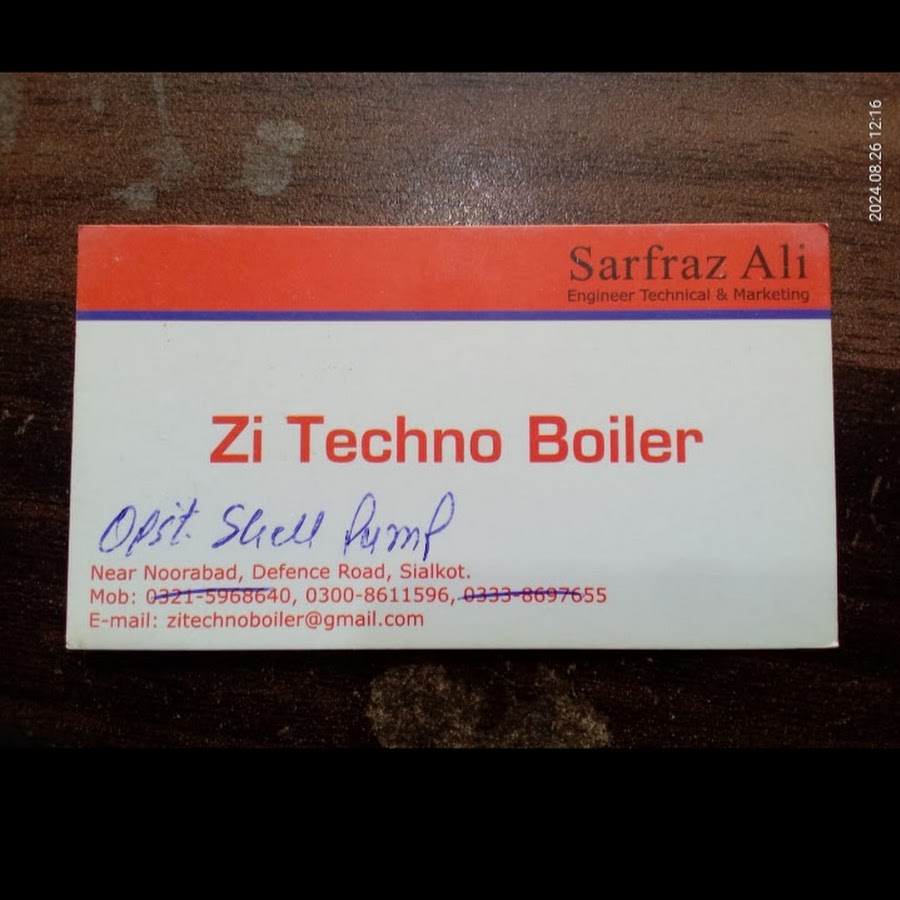 2024.08.26 12:16
Sarfraz Ali
Engineer Technical & Marketing
Zi Techno Boiler
Opst. Shell Pump
Near Noorabad, Defence Road, Sialkot.
Mob: 0321-5968640, 0300-8611596, 0333-8697655
E-mail: zitechnoboiler@gmail.com